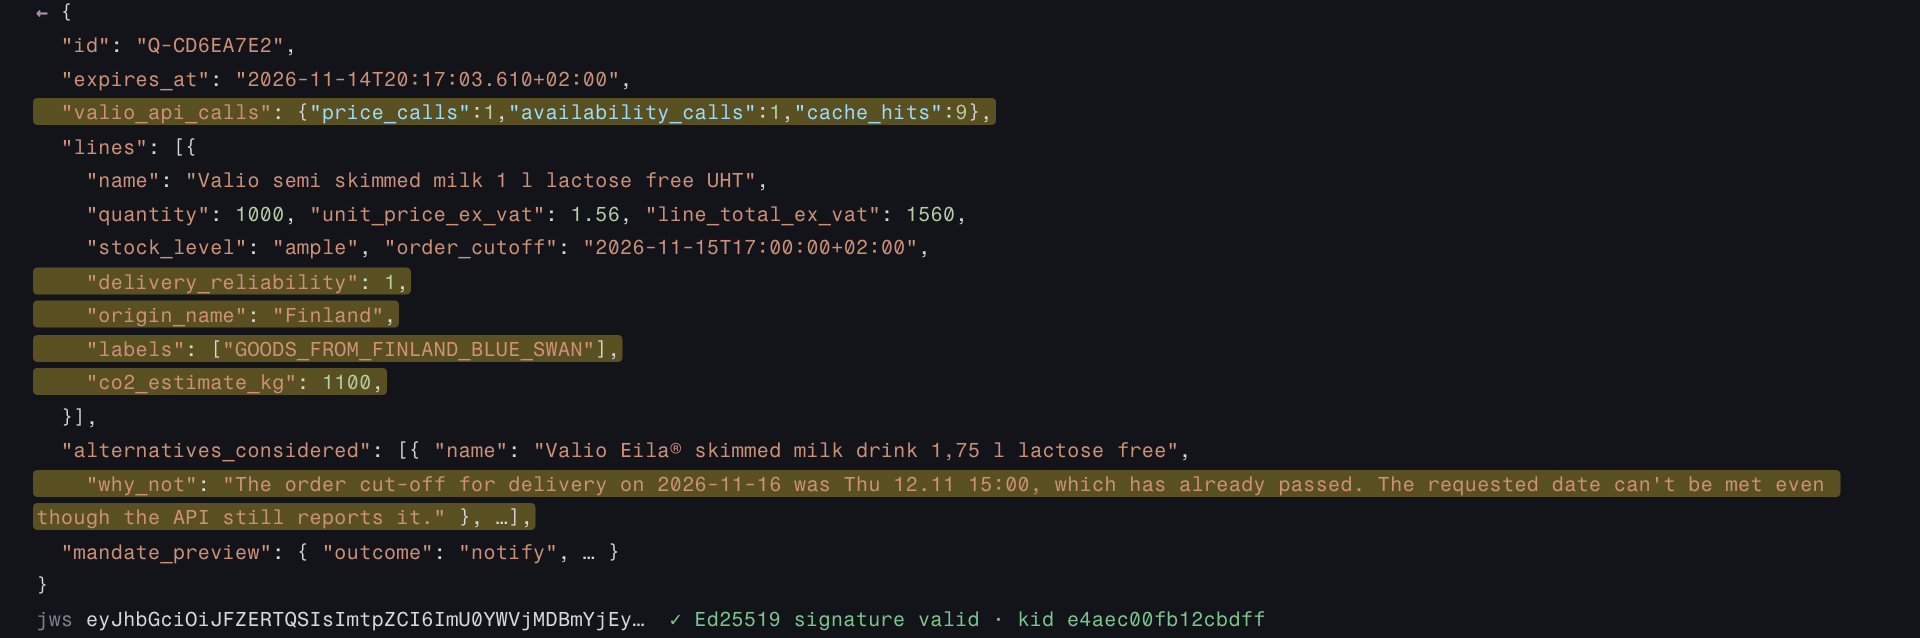 ← {
"id": "Q-CD6EA7E2",
"expires_at": "2026-11-14T20:17:03.610+02:00",
"valio_api_calls": {"price_calls":1,"availability_calls":1,"cache_hits":9},
"lines": [{
"name": "Valio semi skimmed milk 1 l lactose free UHT",
"quantity": 1000, "unit_price_ex_vat": 1.56, "line_total_ex_vat": 1560,
"stock_level": "ample", "order_cutoff": "2026-11-15T17:00:00+02:00",
"delivery_reliability": 1,
"origin_name": "Finland",
"labels": ["GOODS_FROM_FINLAND_BLUE_SWAN"],
"co2_estimate_kg": 1100,
}],
"alternatives_considered": [{ "name": "Valio Eila® skimmed milk drink 1,75 l lactose free",
"why_not": "The order cut-off for delivery on 2026-11-16 was Thu 12.11 15:00, which has already passed. The requested date can't be met even
though the API still reports it." }, …],
"mandate_preview": { "outcome": "notify", … }
}
jws eyJhbGciOiJFZERTQSIsImtpZCI6ImU0YWVjMDBmYjEy… ✓ Ed25519 signature valid · kid e4aec00fb12cbdff